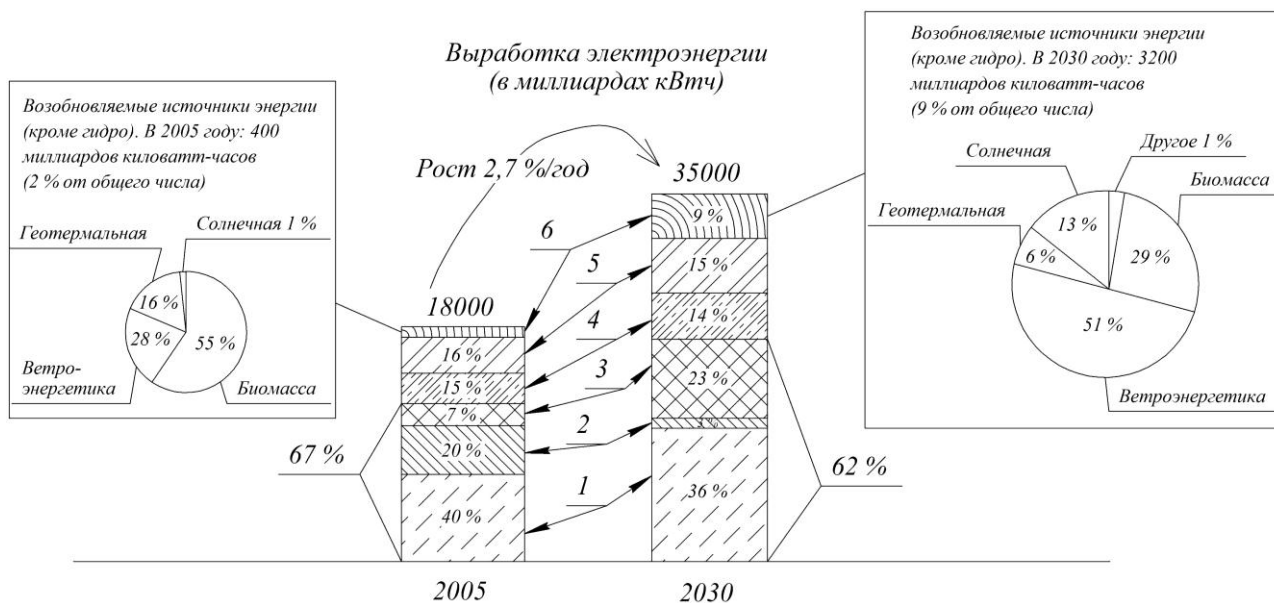 Выработка электроэнергии
(в миллиардах кВтч)
Возобновляемые источники энергии
(кроме гидро). В 2005 году: 400
миллиардов киловатт-часов
(2 % от общего числа)
Геотермальная
Солнечная 1 %
16 %
28 %
55 %
Ветро-
энергетика
Биомасса
Рост 2,7 %/год
18000
16 %
15 %
7 %
20 %
40 %
67 %
2005
6
5
4
3
2
1
35000
9 %
15 %
14 %
23 %
36 %
62 %
2030
Возобновляемые источники энергии
(кроме гидро). В 2030 году: 3200
миллиардов киловатт-часов
(9 % от общего числа)
Солнечная
Другое 1 %
Геотермальная
Биомасса
13 %
6 %
29 %
51 %
Ветроэнергетика